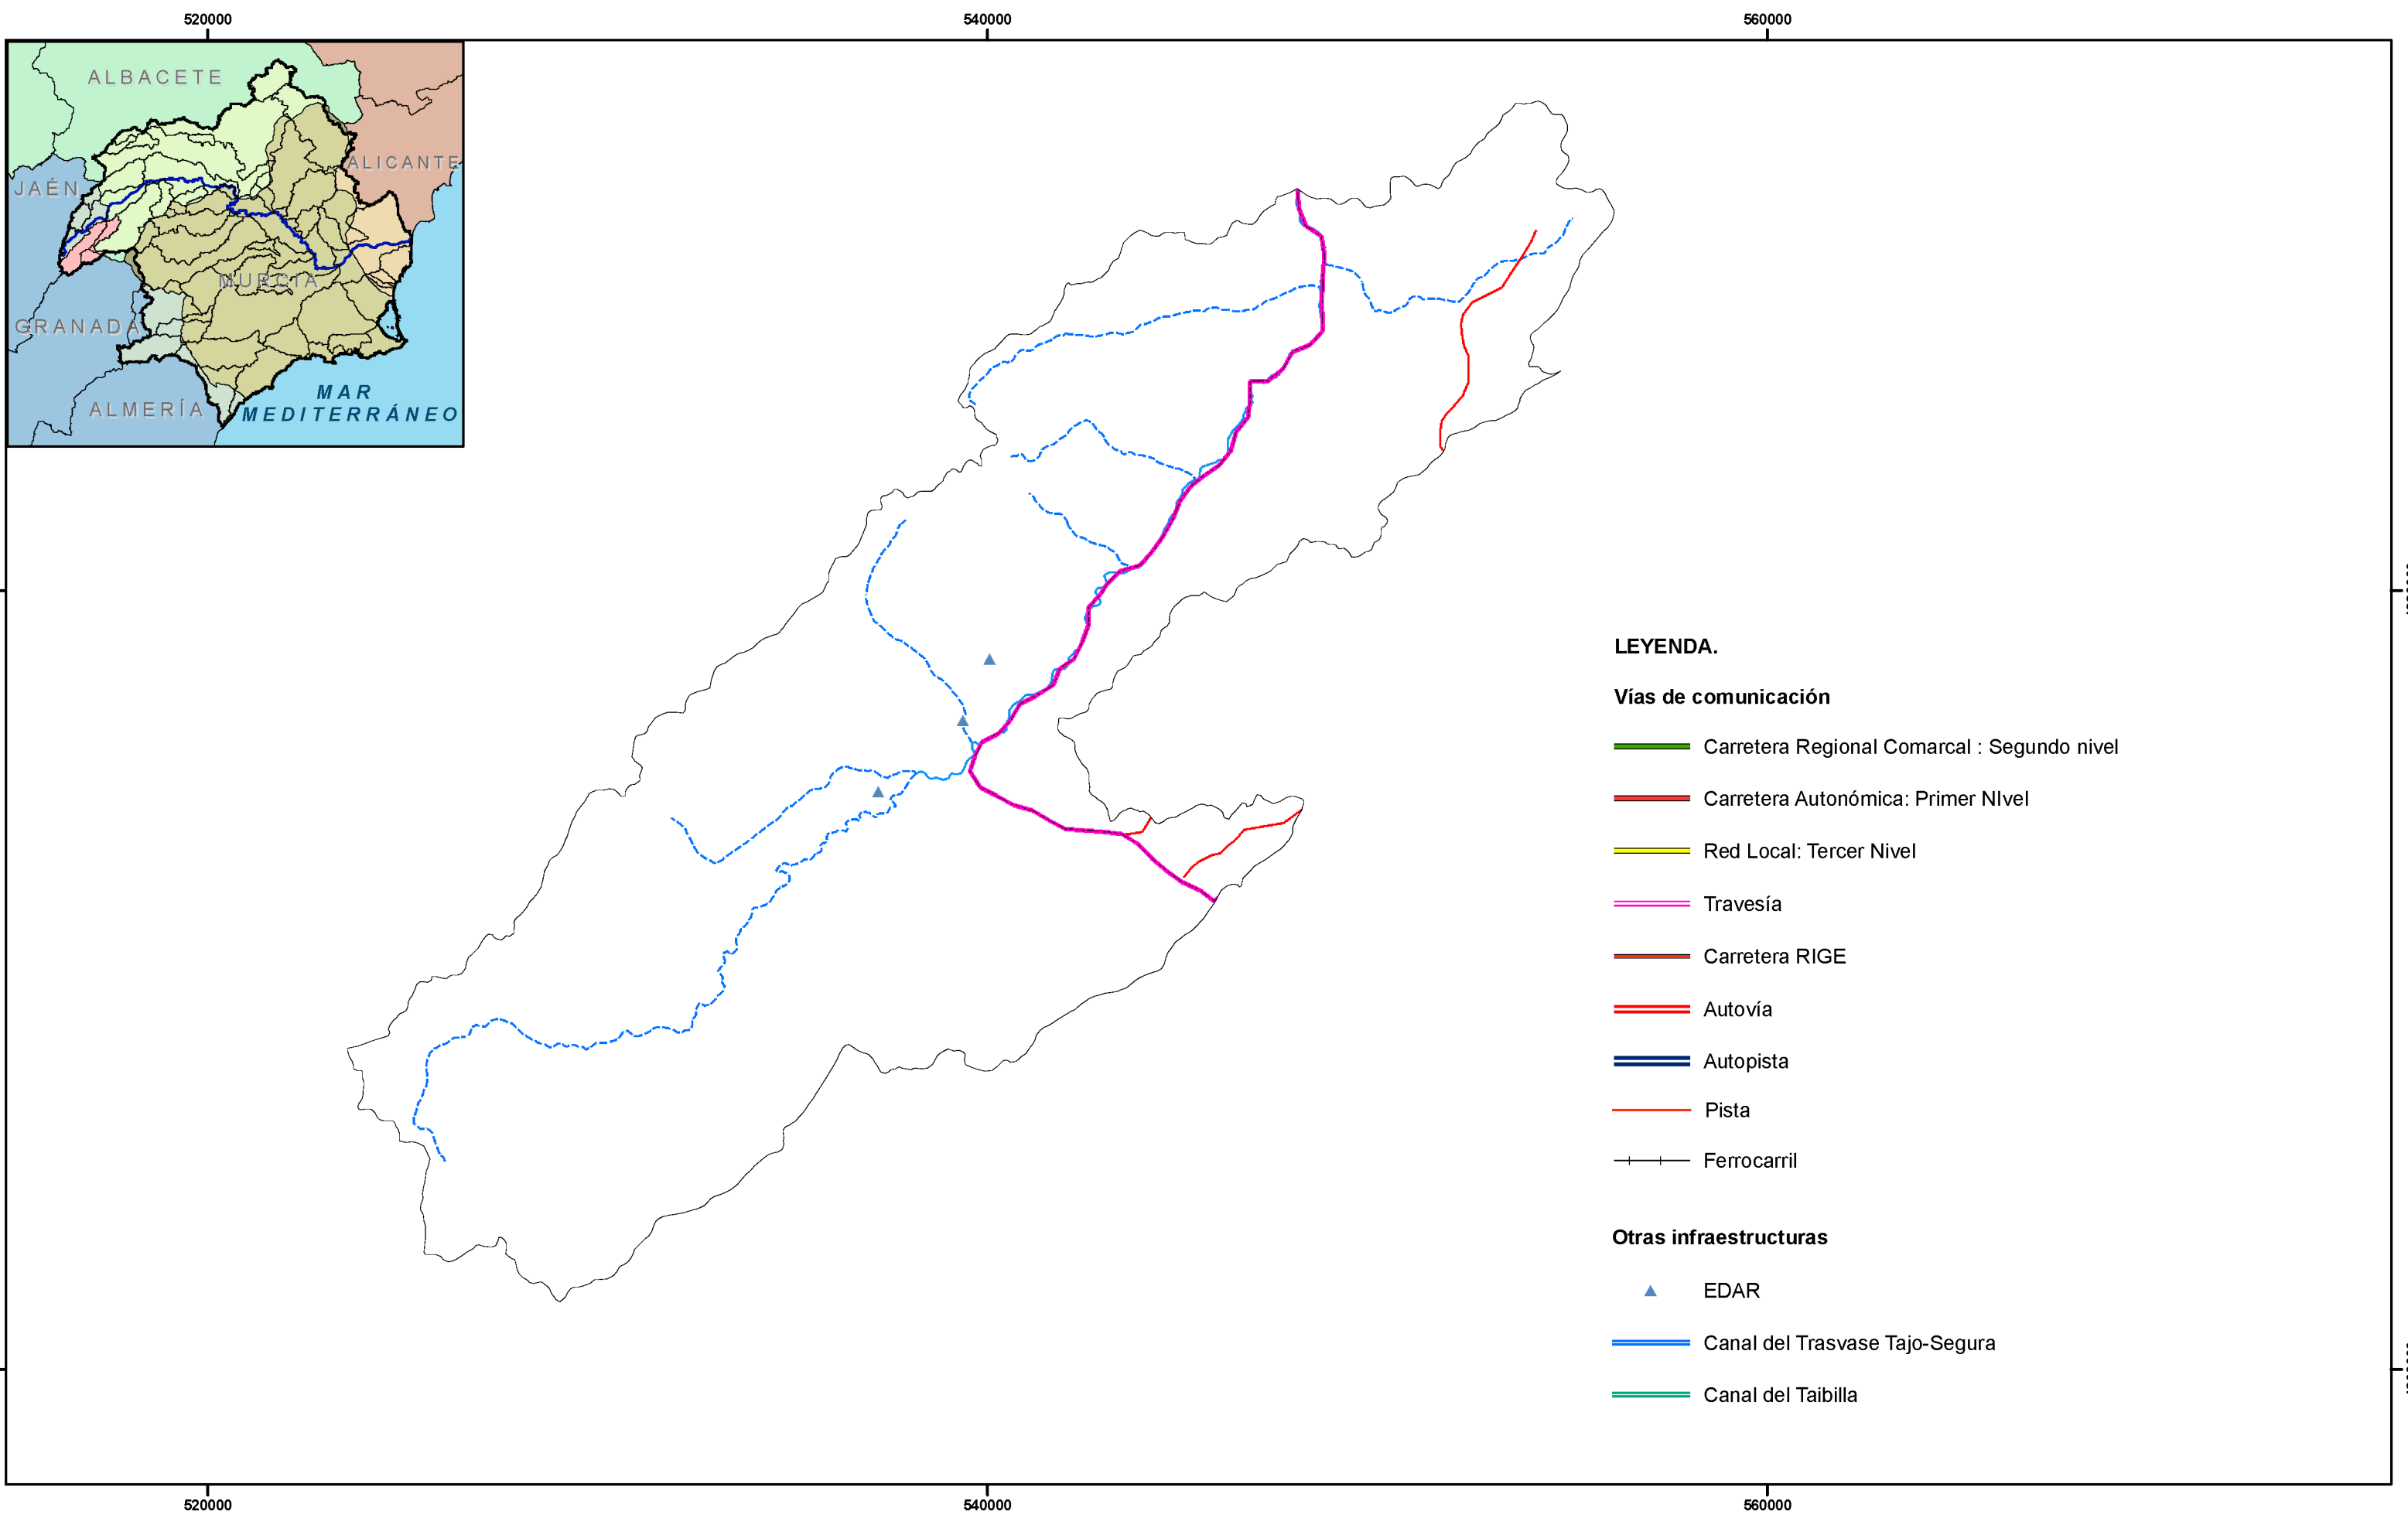 520000
540000
560000
ALBACETE
ALICANTE
JAÉN
MURCIA
GRANADA
MAR
MEDITERRÁNEO
ALMERÍA
LEYENDA.
Vías de comunicación
Carretera Regional Comarcal : Segundo nivel
Carretera Autonómica: Primer NIvel
Red Local: Tercer Nivel
Travesía
Carretera RIGE
Autovía
Autopista
Pista
Ferrocarril
Otras infraestructuras
EDAR
Canal del Trasvase Tajo-Segura
Canal del Taibilla
520000
540000
560000